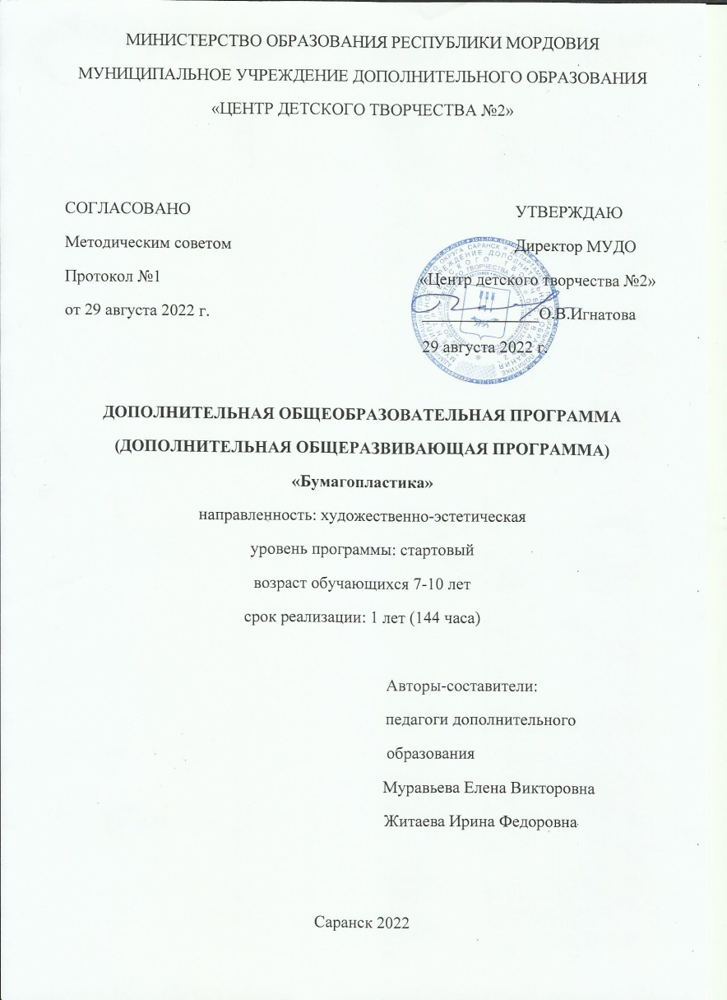 МИНИСТЕРСТВО ОБРАЗОВАНИЯ РЕСПУБЛИКИ МОРДОВИЯ
МУНИЦИПАЛЬНОЕ УЧРЕЖДЕНИЕ ДОПОЛНИТЕЛЬНОГО ОБРАЗОВАНИЯ
«ЦЕНТР ДЕТСКОГО ТВОРЧЕСТВА №2»
СОГЛАСОВАНО
Методическим советом
Протокол №1
от 29 августа 2022 г.
УТВЕРЖДАЮ
Директор МУДО
«Центр детского творчества №2»
О.В.Игнатова
29 августа 2022 г.
ДОПОЛНИТЕЛЬНАЯ ОБЩЕОБРАЗОВАТЕЛЬНАЯ ПРОГРАММА
(ДОПОЛНИТЕЛЬНАЯ ОБЩЕРАЗВИВАЮЩАЯ ПРОГРАММА)
«Бумагопластика»
направленность: художественно-эстетическая
уровень программы: стартовый
возраст обучающихся 7-10 лет
срок реализации: 1 лет (144 часа)
Авторы-составители:
педагоги дополнительного
образования
Муравьева Елена Викторовна
Житаева Ирина Федоровна
Саранск 2022